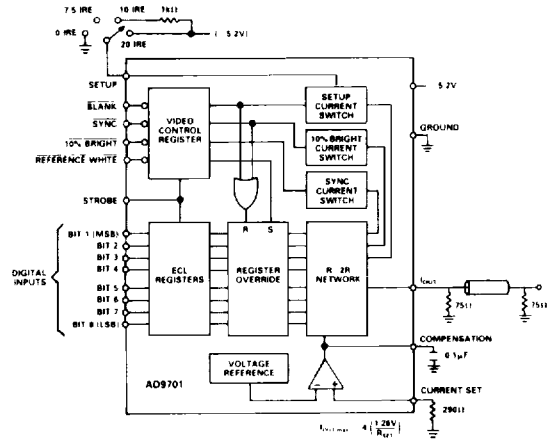 7.5 IRE
10 IRE
1kΩ
0 IRE
20 IRE
(-5.2V)
SETUP
BLANK
SYNC
10% BRIGHT
REFERENCE WHITE
STROBE
VIDEO
CONTROL
REGISTER
SETUP
CURRENT
SWITCH
10% BRIGHT
CURRENT
SWITCH
SYNC
CURRENT
SWITCH
5.2V
GROUND
R S
DIGITAL
INPUTS
BIT 1 (MSB)
BIT 2
BIT 3
BIT 4
BIT 5
BIT 6
BIT 7
BIT 8 (LSB)
ECL
REGISTERS
REGISTER
OVERRIDE
R 2R
NETWORK
IOUT
75Ω
75Ω
COMPENSATION
0.1µF
VOLTAGE
REFERENCE
- +
CURRENT SET
290Ω
AD9701
4 (1.28V / RSET)